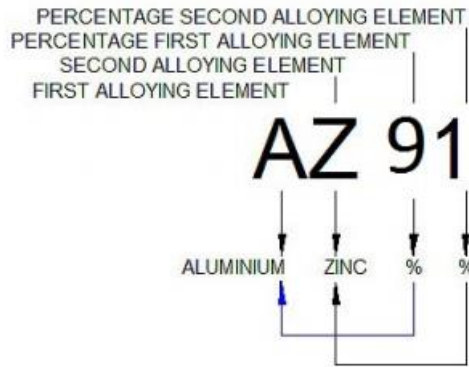 PERCENTAGE SECOND ALLOYING ELEMENT
PERCENTAGE FIRST ALLOYING ELEMENT
SECOND ALLOYING ELEMENT
FIRST ALLOYING ELEMENT
AZ 91
ALUMINIUM ZINC % %